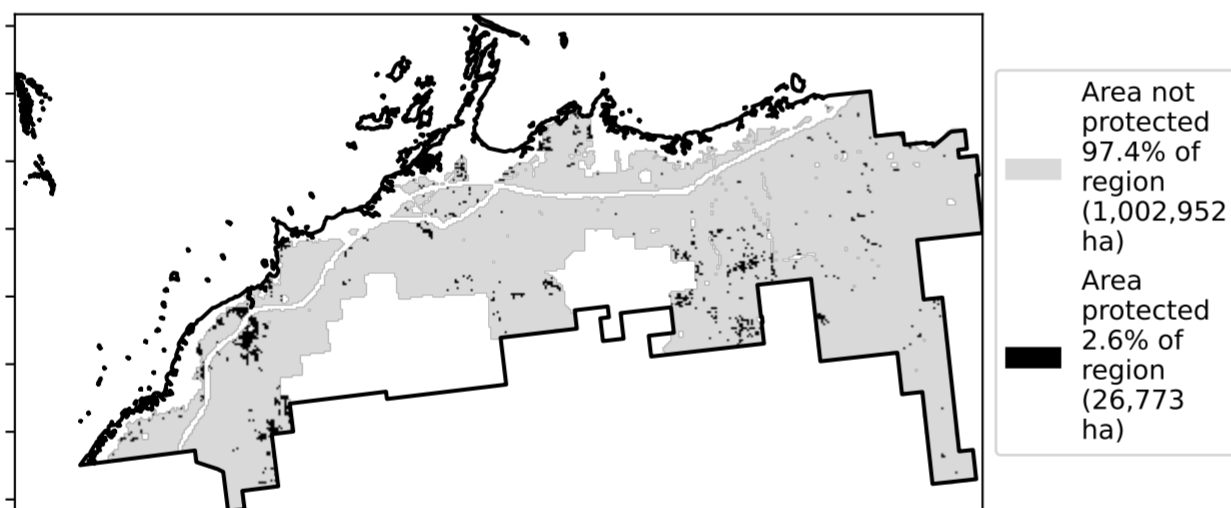 Area not
protected
97.4% of
region
(1,002,952
ha)
Area
protected
2.6% of
region
(26,773
ha)